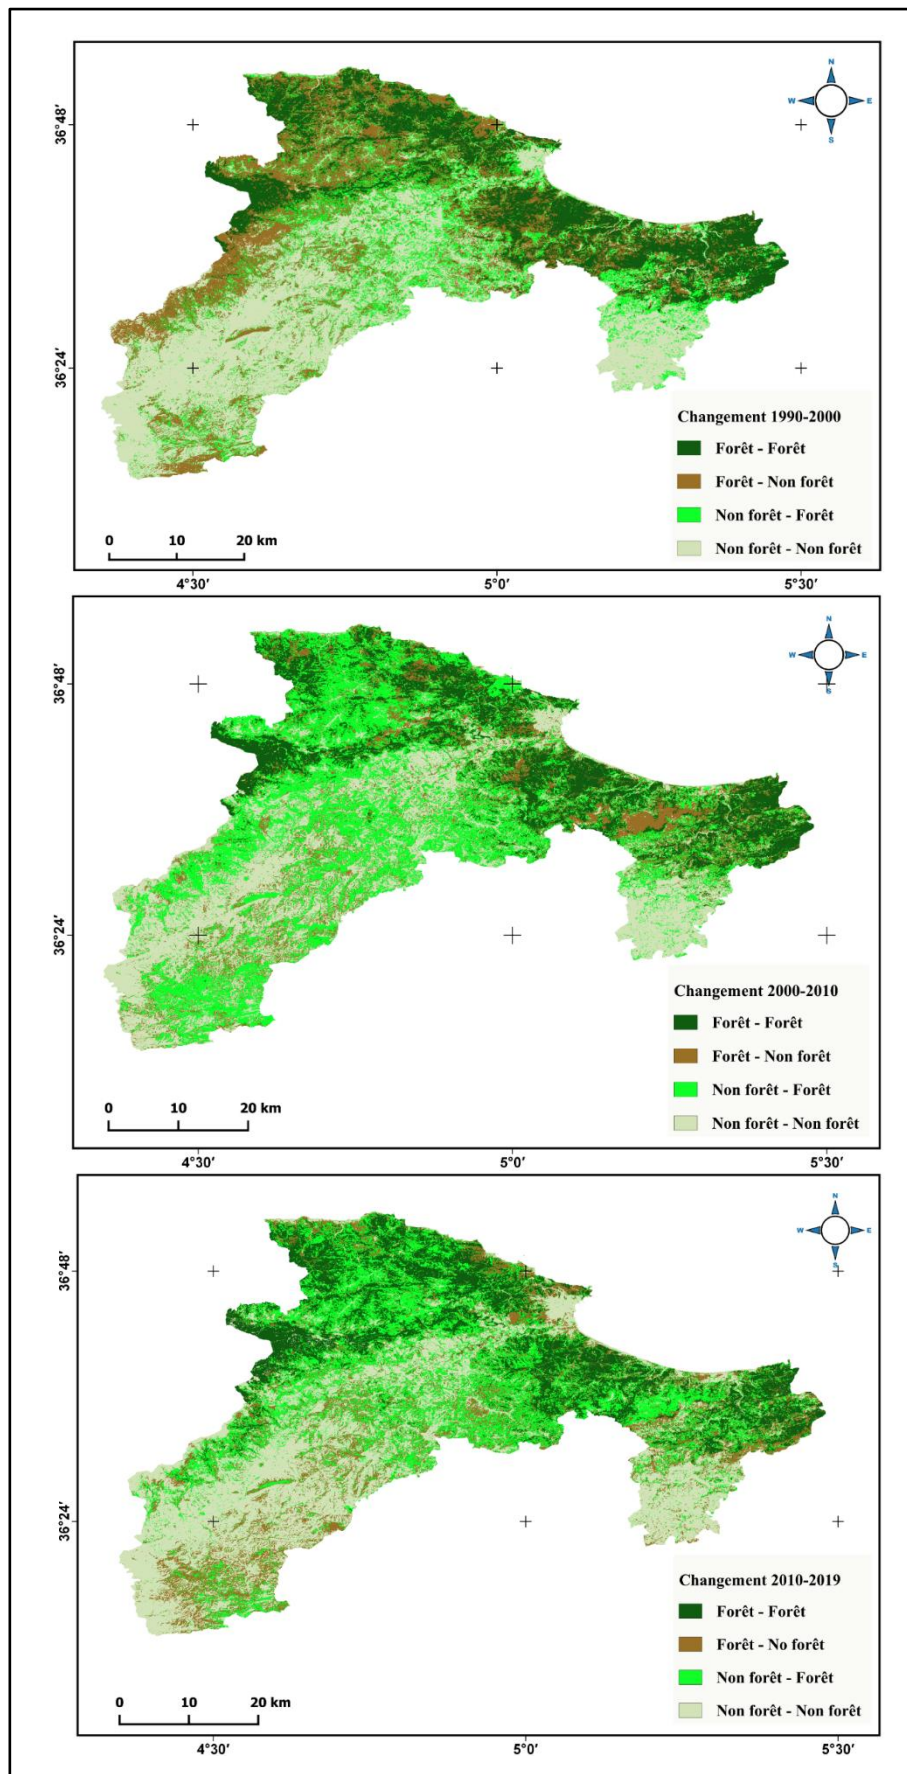 N
W E
S
36°48′
36°24′
Changement 1990-2000
Forêt - Forêt
Forêt - Non forêt
Non forêt - Forêt
Non forêt - Non forêt
0 10 20 km
4°30′ 5°0′ 5°30′
N
W E
S
36°48′
36°24′
Changement 2000-2010
Forêt - Forêt
Forêt - Non forêt
Non forêt - Forêt
Non forêt - Non forêt
0 10 20 km
4°30′ 5°0′ 5°30′
N
W E
S
36°48′
36°24′
Changement 2010-2019
Forêt - Forêt
Forêt - No forêt
Non forêt - Forêt
Non forêt - Non forêt
0 10 20 km
4°30′ 5°0′ 5°30′